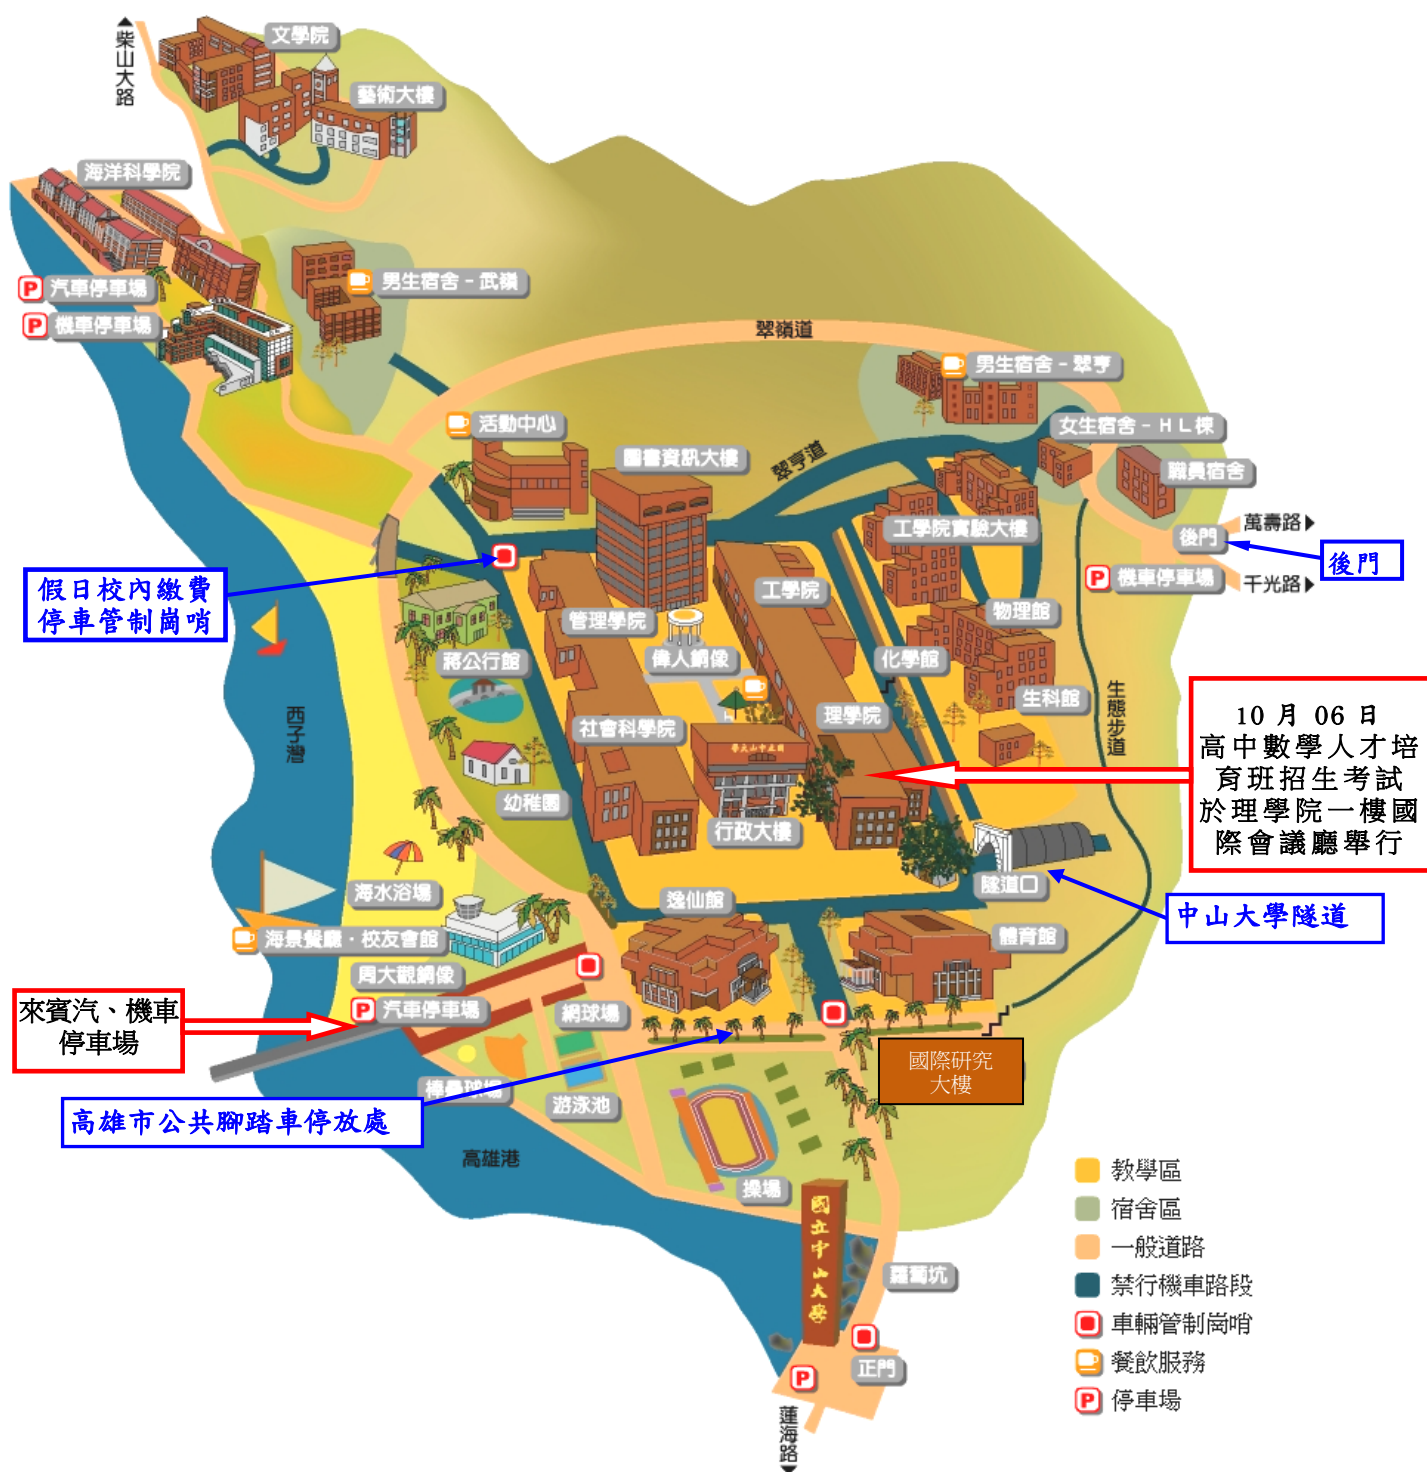 文學院
柴山大路
藝術大樓
海洋科學院
汽車停車場
機車停車場
男生宿舍－武嶺
翠嶺道
男生宿舍－翠亨
活動中心
女生宿舍－ＨＬ棟
圖書資訊大樓
翠亨道
職員宿舍
工學院實驗大樓
後門
萬壽路
千光路
後門
機車停車場
假日校內繳費
停車管制崗哨
工學院
管理學院
物理館
偉人銅像
化學館
蔣公行館
生科館
生態步道
西子灣
社會科學院
理學院
國立中山大學
10 月 06 日
高中數學人才培
育班招生考試
於理學院一樓國
際會議廳舉行
幼稚園
行政大樓
海水浴場
逸仙館
隧道口
中山大學隧道
海景餐廳．校友會館
體育館
周大觀銅像
來賓汽、機車
停車場
汽車停車場
網球場
國際研究
大樓
棒壘球場
游泳池
高雄市公共腳踏車停放處
高雄港
操場
國立中山大學
蘿蔔坑
正門
蓮海路
教學區
宿舍區
一般道路
禁行機車路段
車輛管制崗哨
餐飲服務
停車場